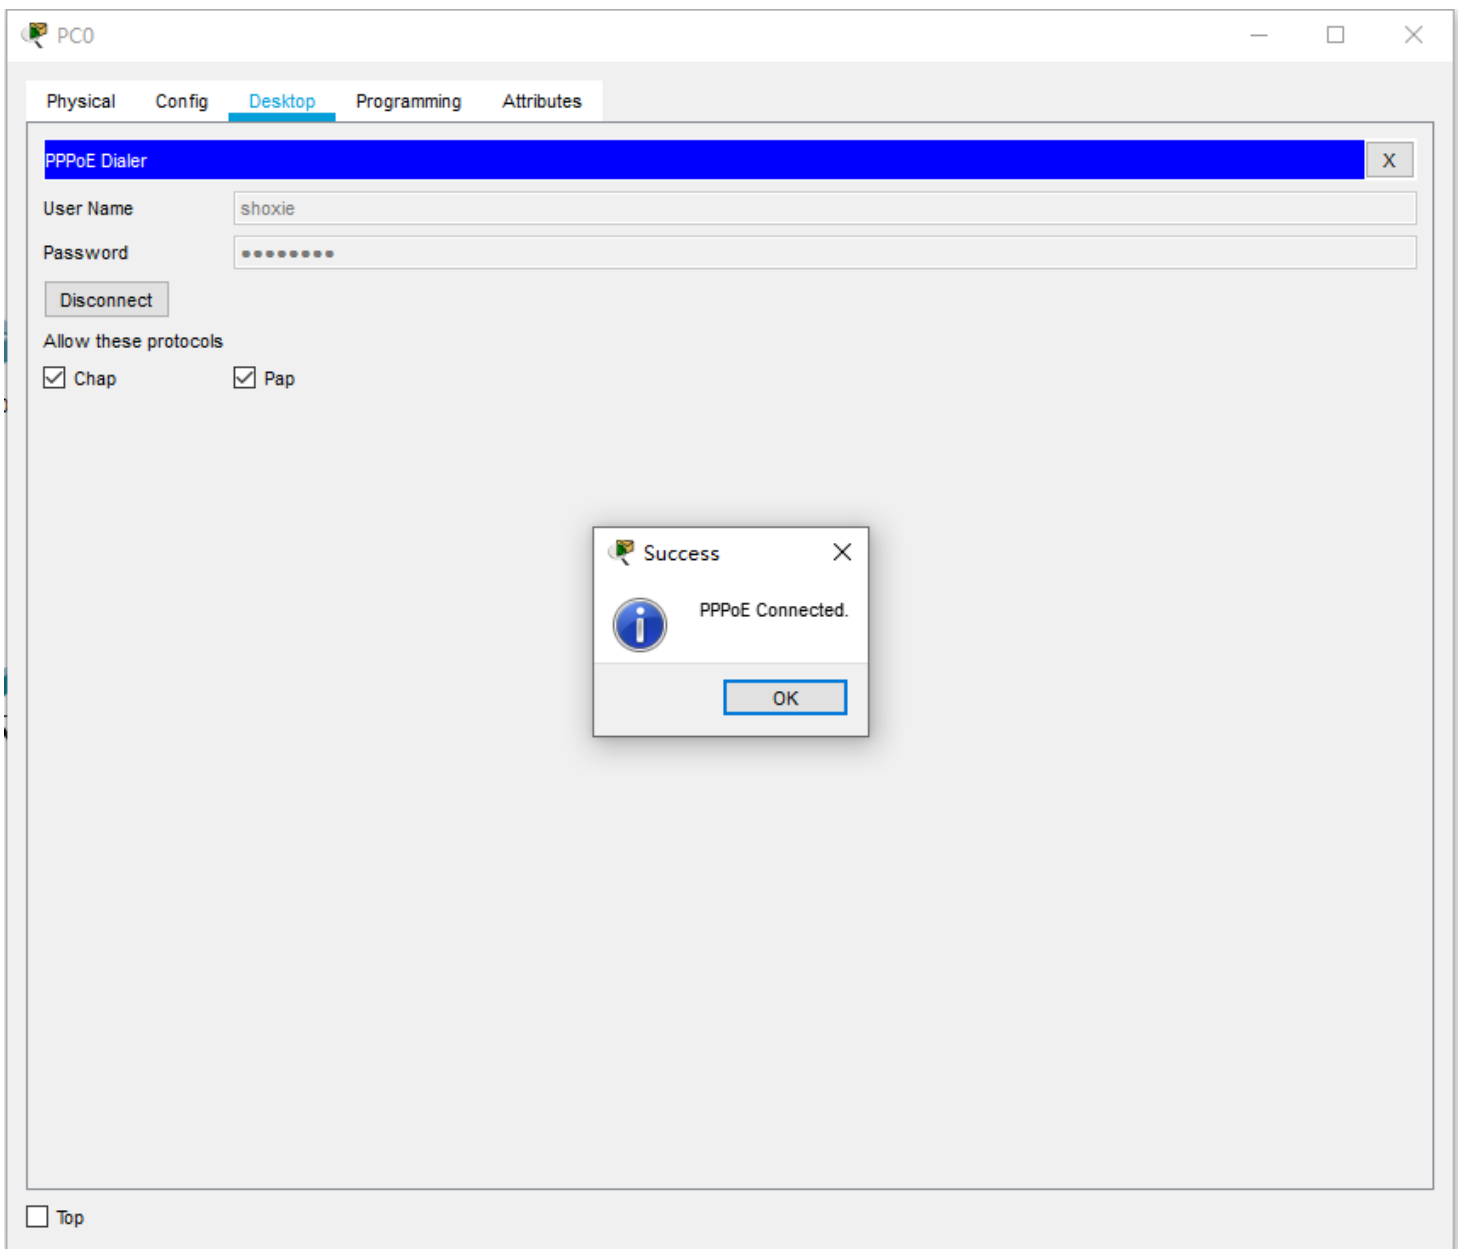 PC0
Physical Config Desktop Programming Attributes
PPPoE Dialer X
User Name shoxie
Password ••••••••
Disconnect
Allow these protocols
Chap Pap
Success
PPPoE Connected.
OK
Top